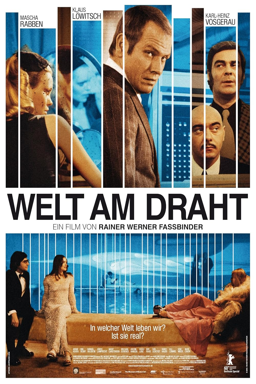 MASCHA
RABBEN
KLAUS
LÖWITSCH
KARL-HEINZ
VOSGERAU
WELT AM DRAHT
EIN FILM VON RAINER WERNER FASSBINDER
In welcher Welt leben wir?
Ist sie real?